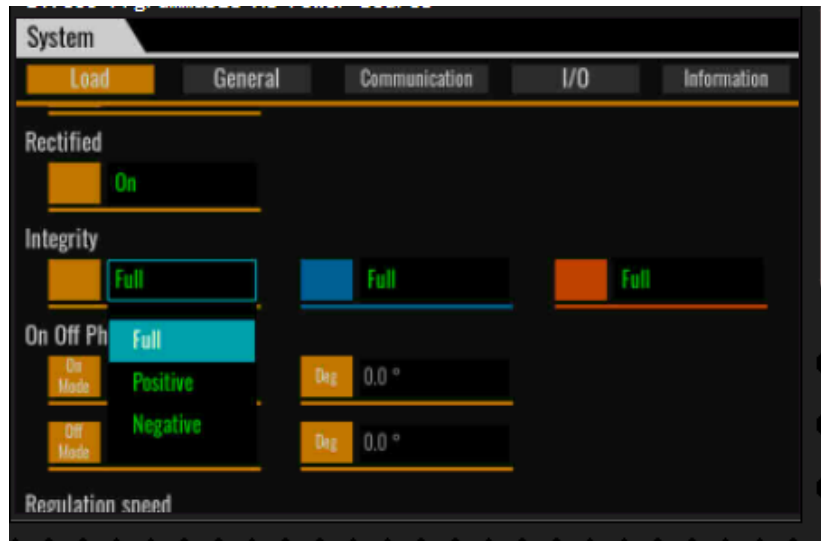 System
Load General Communication I/O Information
Rectified
On
Integrity
Full Full Full
On Off Ph
Full
On Mode Deg 0.0 °
Positive
Negative
Off Mode Deg 0.0 °
Regulation speed